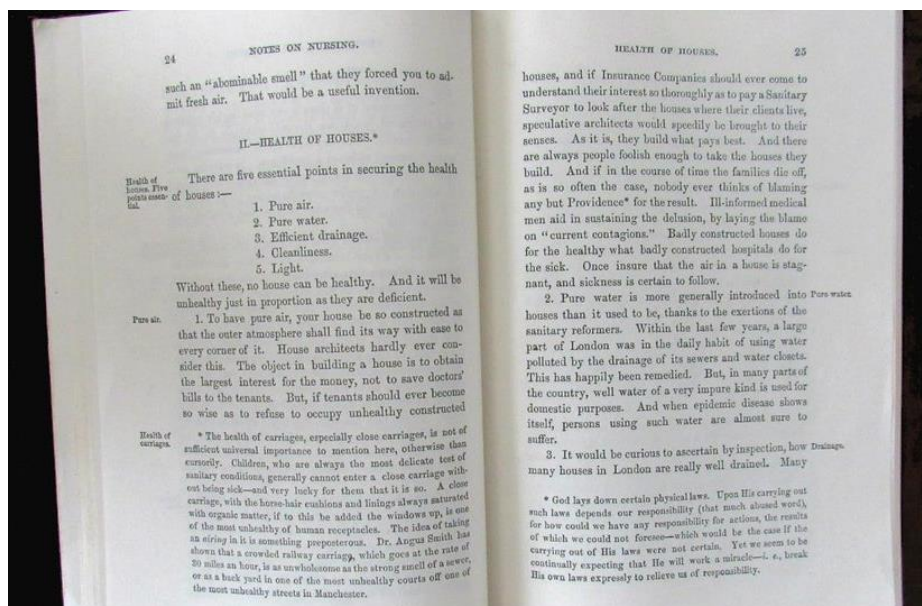 24
NOTES ON NURSING.
such an "abominable smell" that they forced you to ad-
mit fresh air. That would be a useful invention.
II.—HEALTH OF HOUSES.*
Health of
houses. Five
points essen-
tial.
There are five essential points in securing the health
of houses:—
1. Pure air.
2. Pure water.
3. Efficient drainage.
4. Cleanliness.
5. Light.
Without these, no house can be healthy. And it will be
unhealthy just in proportion as they are deficient.
Pure air.
1. To have pure air, your house be so constructed as
that the outer atmosphere shall find its way with ease to
every corner of it. House architects hardly ever con-
sider this. The object in building a house is to obtain
the largest interest for the money, not to save doctors'
bills to the tenants. But, if tenants should ever become
so wise as to refuse to occupy unhealthy constructed
Health of
carriages.
* The health of carriages, especially close carriages, is not of
sufficient universal importance to mention here, otherwise than
cursorily. Children, who are always the most delicate test of
sanitary conditions, generally cannot enter a close carriage with-
out being sick—and very lucky for them that it is so. A close
carriage, with the horse-hair cushions and linings always saturated
with organic matter, if to this be added the windows up, is one
of the most unhealthy of human receptacles. The idea of taking
an airing in it is something preposterous. Dr. Angus Smith has
shown that a crowded railway carriage, which goes at the rate of
30 miles an hour, is as unwholesome as the strong smell of a sewer,
or as a back yard in one of the most unhealthy courts off one of
the most unhealthy streets in Manchester.
HEALTH OF HOUSES.
25
houses, and if Insurance Companies should ever come to
understand their interest so thoroughly as to pay a Sanitary
Surveyor to look after the houses where their clients live,
speculative architects would speedily be brought to their
senses. As it is, they build what pays best. And there
are always people foolish enough to take the houses they
build. And if in the course of time the families die off,
as is so often the case, nobody ever thinks of blaming
any but Providence* for the result. Ill-informed medical
men aid in sustaining the delusion, by laying the blame
on "current contagions." Badly constructed houses do
for the healthy what badly constructed hospitals do for
the sick. Once insure that the air in a house is stag-
nant, and sickness is certain to follow.
2. Pure water is more generally introduced into
Pure water.
houses than it used to be, thanks to the exertions of the
sanitary reformers. Within the last few years, a large
part of London was in the daily habit of using water
polluted by the drainage of its sewers and water closets.
This has happily been remedied. But, in many parts of
the country, well water of a very impure kind is used for
domestic purposes. And when epidemic disease shows
itself, persons using such water are almost sure to
suffer.
3. It would be curious to ascertain by inspection, how
Drainage.
many houses in London are really well drained. Many
* God lays down certain physical laws. Upon His carrying out
such laws depends our responsibility (that much abused word),
for how could we have any responsibility for actions, the results
of which we could not foresee—which would be the case if the
carrying out of His laws were not certain. Yet we seem to be
continually expecting that He will work a miracle—i. e., break
His own laws expresely to relieve us of responsibility.